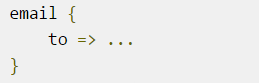 email {
    to => ...
}